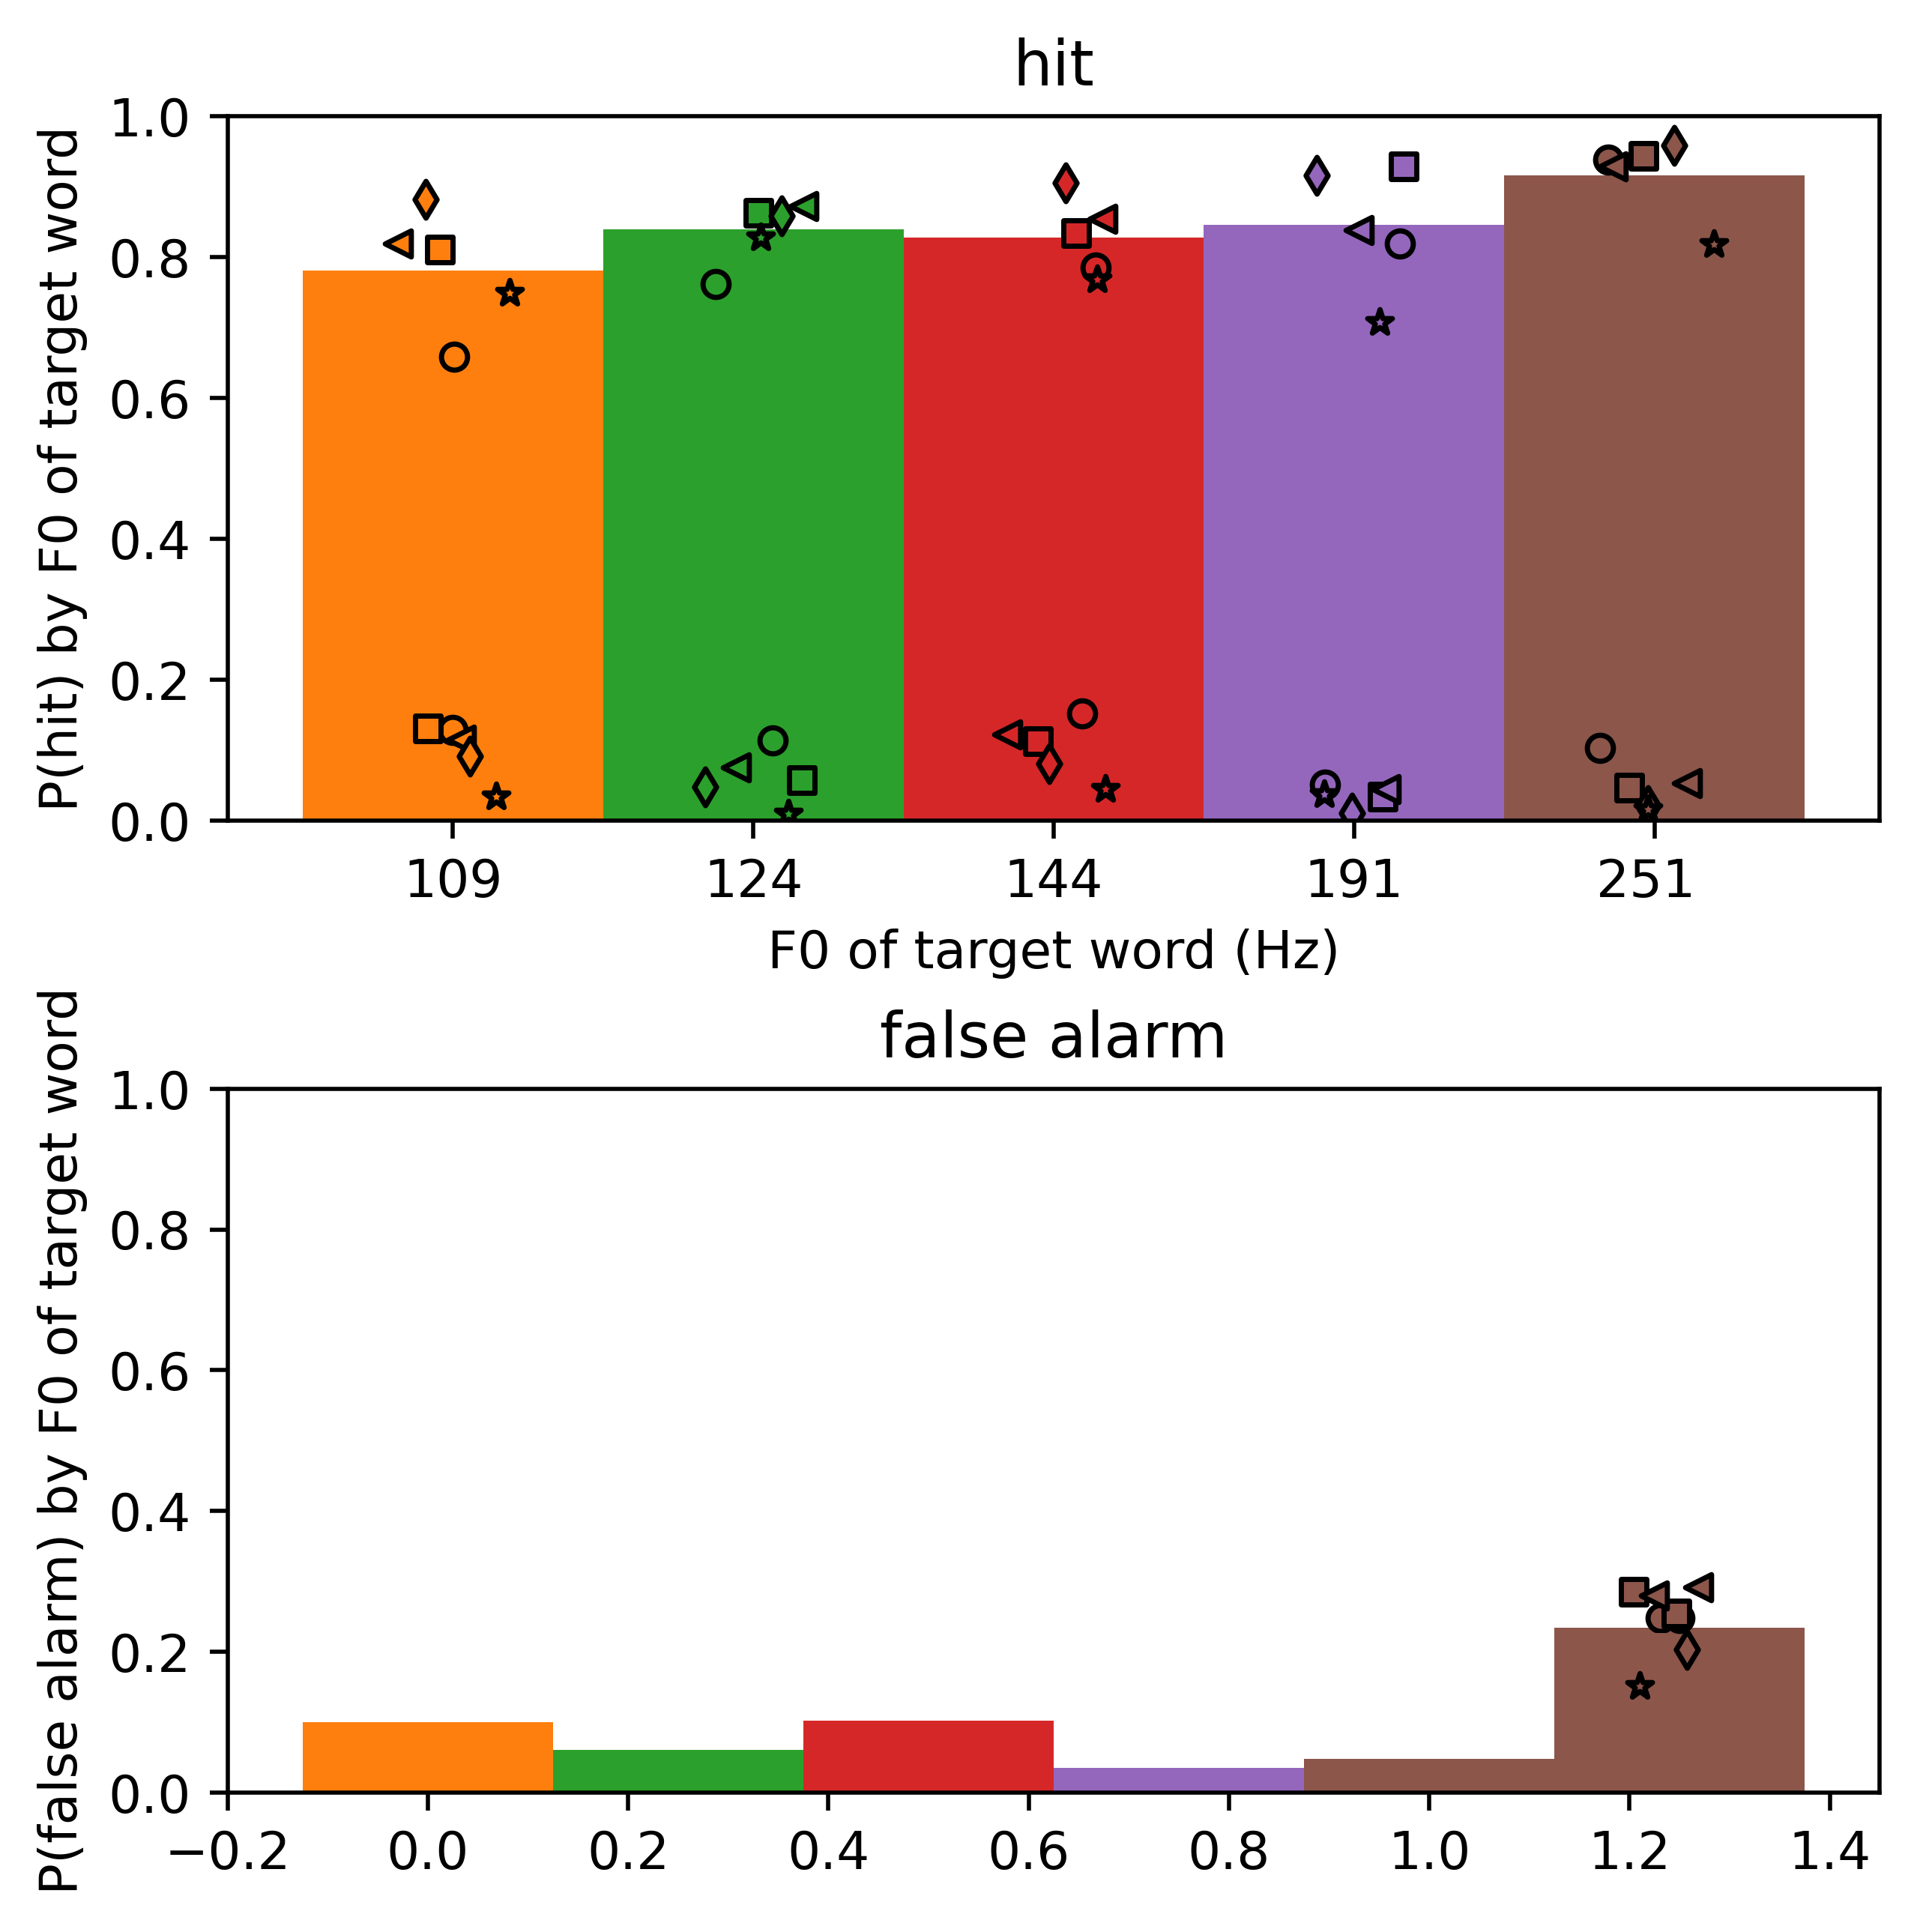 hit
P(hit) by F0 of target word
1.0
0.8
0.6
0.4
0.2
0.0
109 124 144 191 251
F0 of target word (Hz)
false alarm
P(false alarm) by F0 of target word
1.0
0.8
0.6
0.4
0.2
0.0
−0.2 0.0 0.2 0.4 0.6 0.8 1.0 1.2 1.4